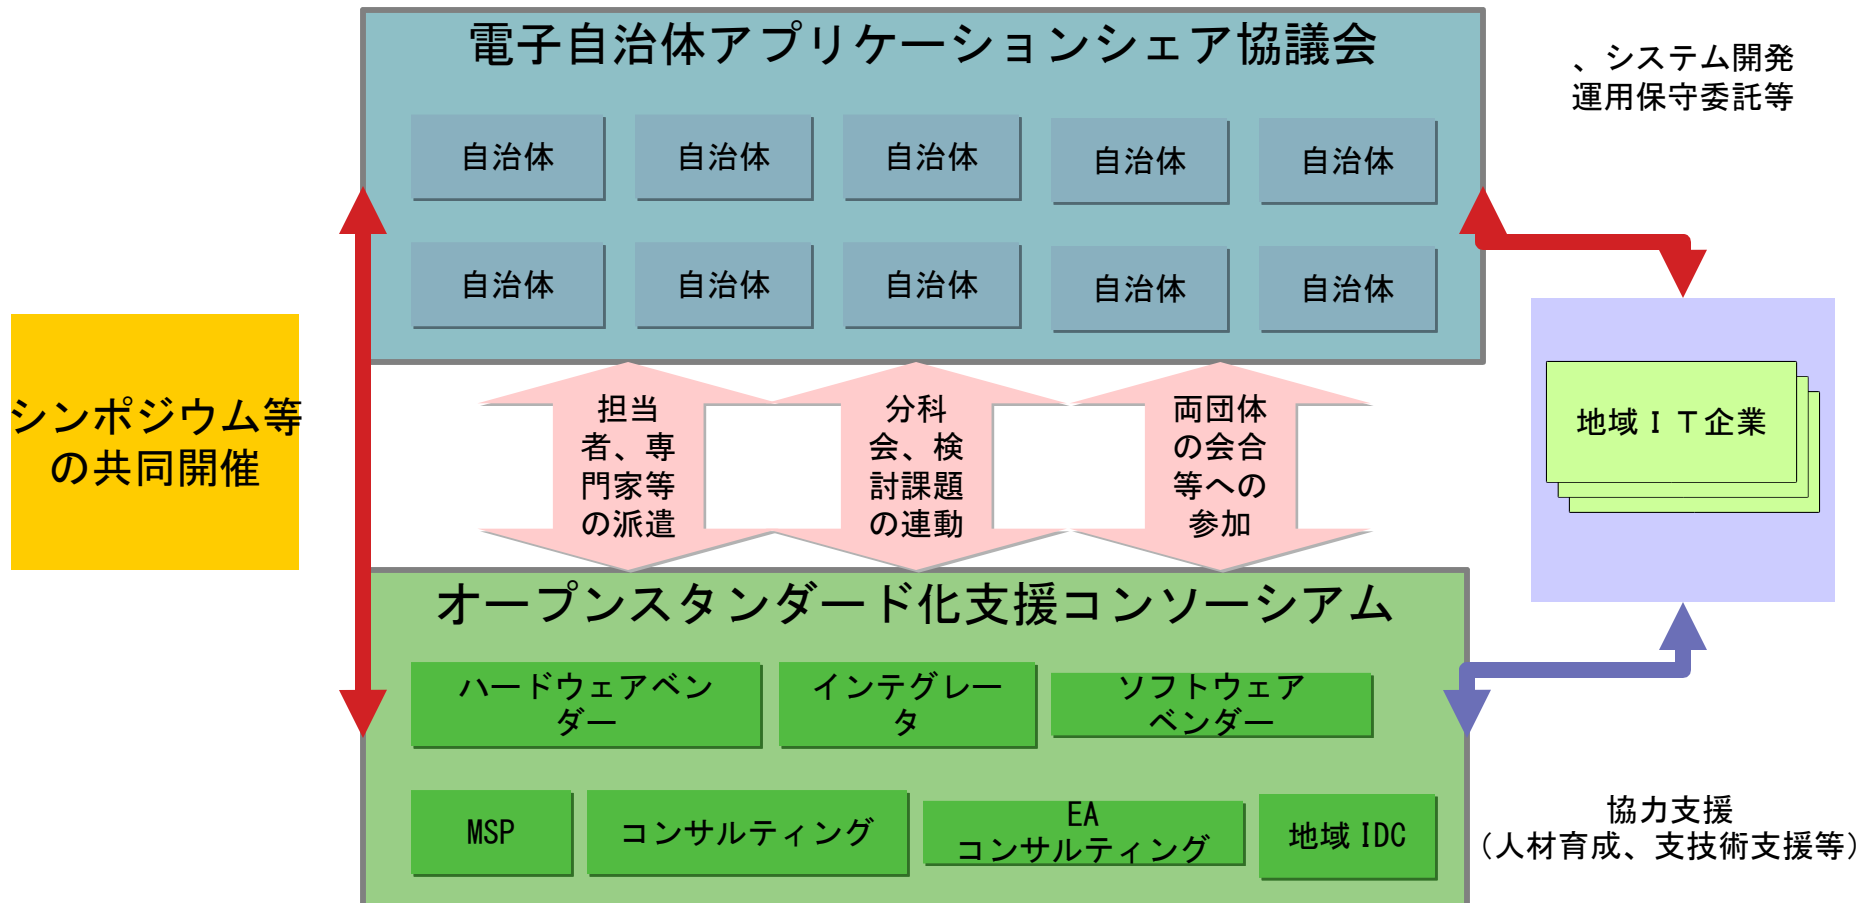 電子自治体アプリケーションシェア協議会
、システム開発
運用保守委託等
自治体
自治体
自治体
自治体
自治体
自治体
自治体
自治体
自治体
自治体
シンポジウム等
の共同開催
担当
者、専
門家等
の派遣
分科
会、検
討課題
の連動
両団体
の会合
等への
参加
地域ＩＴ企業
オープンスタンダード化支援コンソーシアム
ハードウェアベン
ダー
インテグレー
タ
ソフトウェア
ベンダー
MSP
コンサルティング
EA
コンサルティング
地域 IDC
協力支援
（人材育成、支技術支援等）